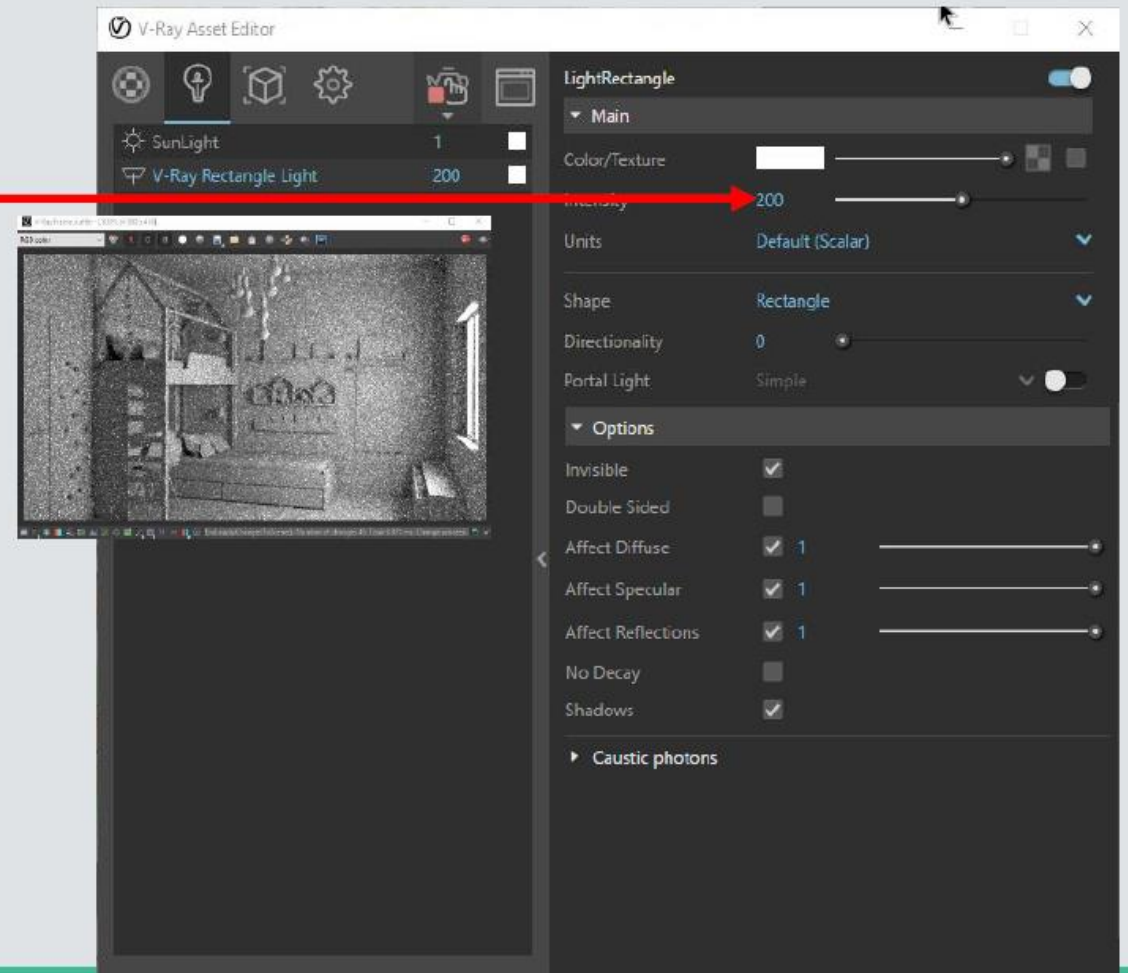 V-Ray Asset Editor
LightRectangle
Main
SunLight 1
V-Ray Rectangle Light 200
Color/Texture
Intensity 200
Units Default (Scalar)
RGB color
Shape Rectangle
Directionality 0
Portal Light Simple
Options
Invisible
Double Sided
Affect Diffuse 1
Affect Specular 1
Affect Reflections 1
No Decay
Shadows
Caustic photons